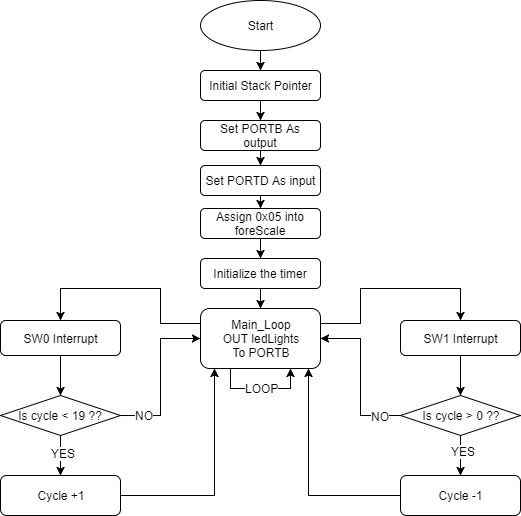 Start
Initial Stack Pointer
Set PORTB As
output
Set PORTD As input
Assign 0x05 into
foreScale
Initialize the timer
Main_Loop
OUT ledLights
To PORTB
LOOP
SW0 Interrupt
Is cycle < 19 ??
NO
YES
Cycle +1
SW1 Interrupt
Is cycle > 0 ??
NO
YES
Cycle -1